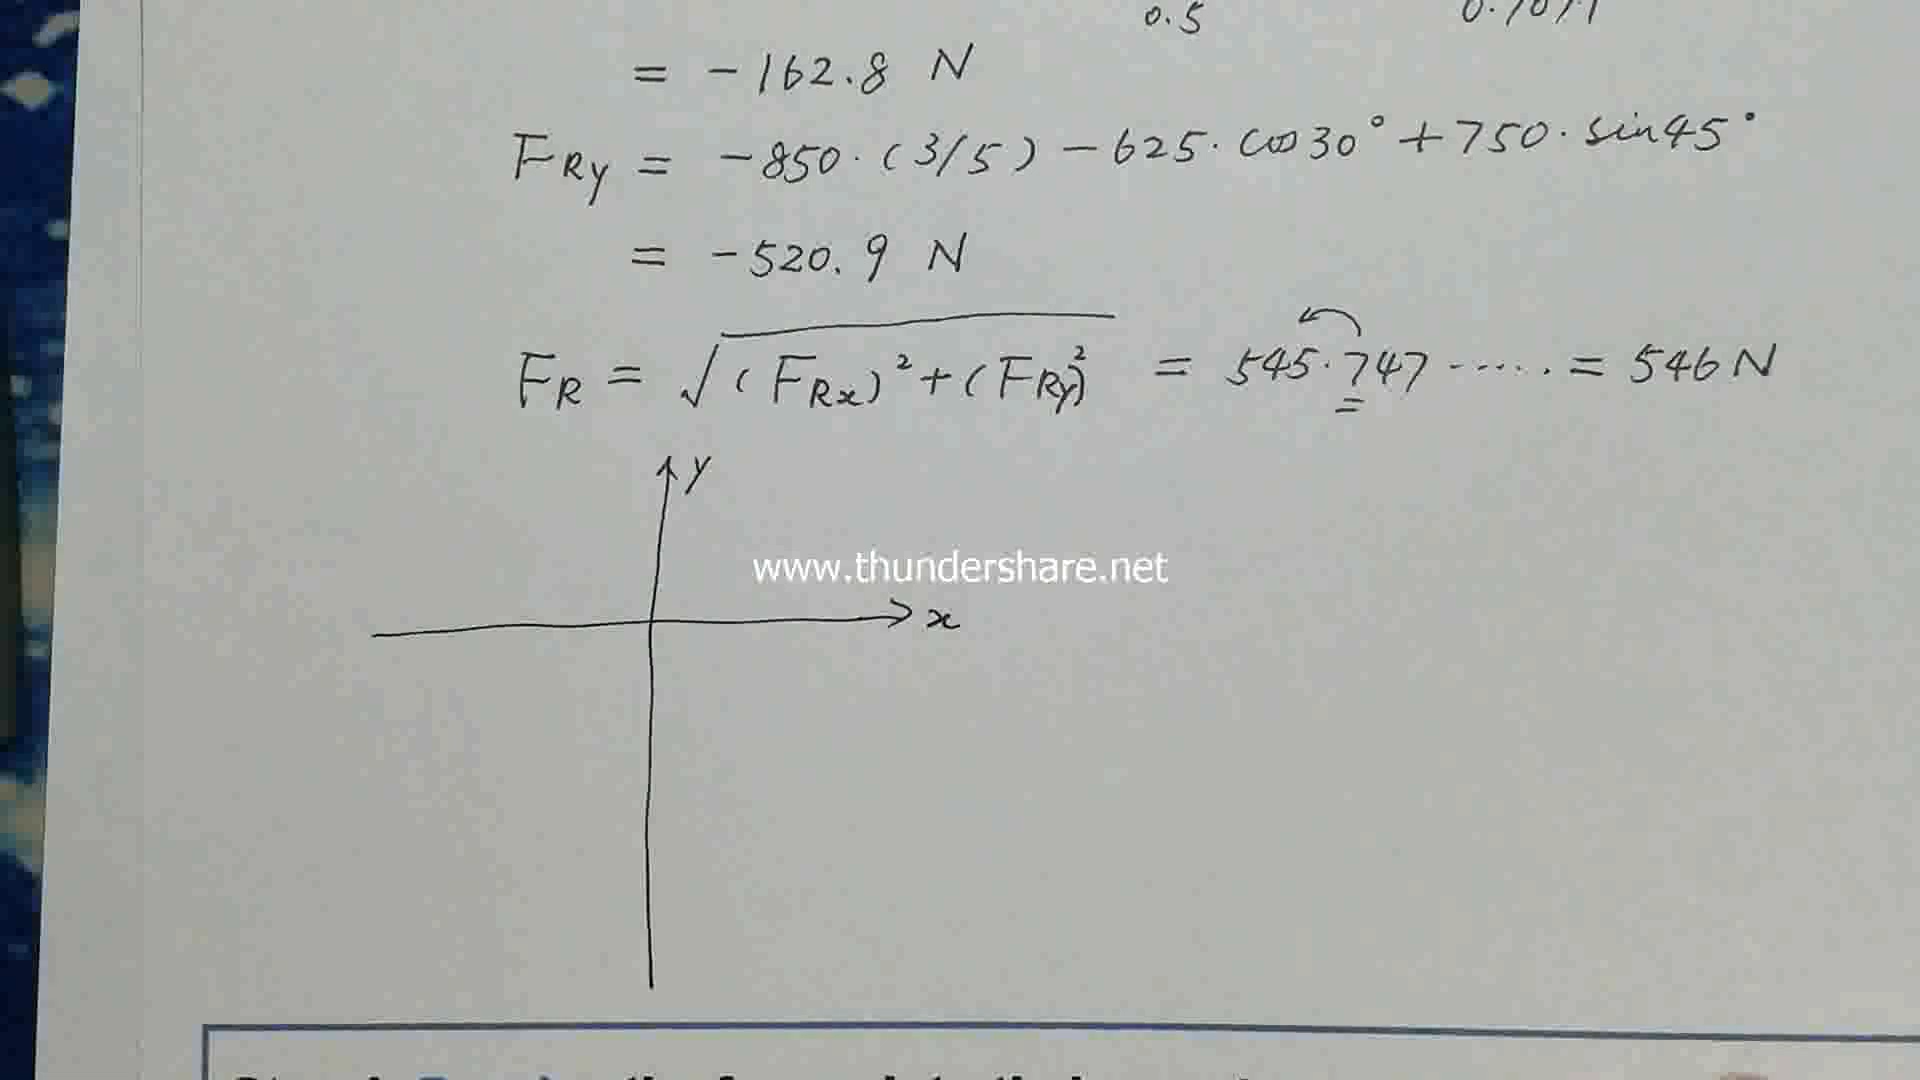 0.5
= -162.8 N
FRy = -850·(3/5) - 625·cos30° + 750·sin45°
= -520.9 N
FR = √(FRx)² + (FRy)² = 545.747 ····· = 546 N
y
www.thundershare.net
x